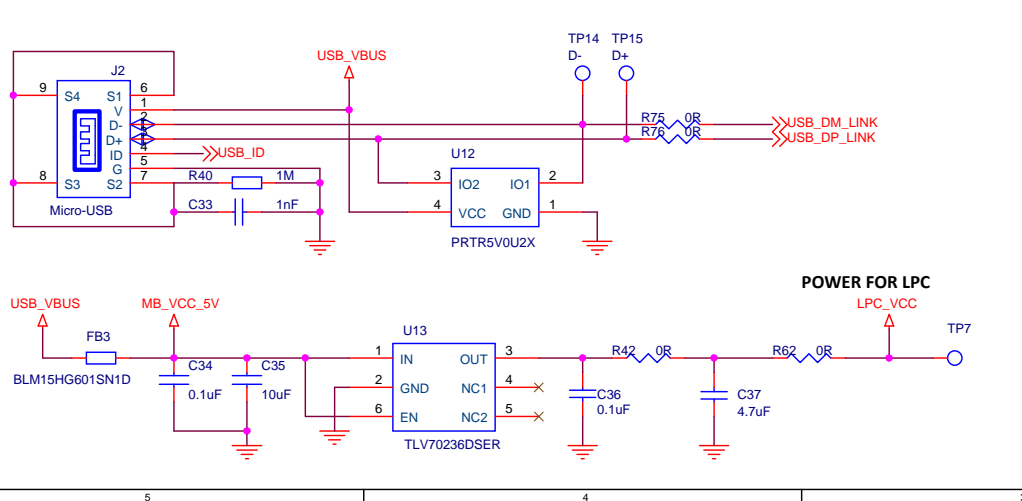 TP14 TP15
D- D+
USB_VBUS
J2
9 S4 S1 6
V 1
D- 2
D+ 3
ID 4
G 5
8 S3 S2 7
Micro-USB
USB_ID
R40 1M
C33 1nF
R75 0R USB_DM_LINK
R76 0R USB_DP_LINK
U12
3 IO2 IO1 2
4 VCC GND 1
PRTR5V0U2X
POWER FOR LPC
USB_VBUS MB_VCC_5V LPC_VCC
FB3
BLM15HG601SN1D
C34
0.1uF
C35
10uF
U13
1 IN OUT 3
2 GND NC1 4
6 EN NC2 5
TLV70236DSER
R42 0R
R62 0R
TP7
C36
0.1uF
C37
4.7uF
5 4